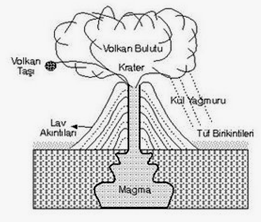 Volkan Bulutu
Volkan
Taşı
Krater
Kül Yağmuru
Lav
Akıntıları
Tüf Birikintileri
Magma